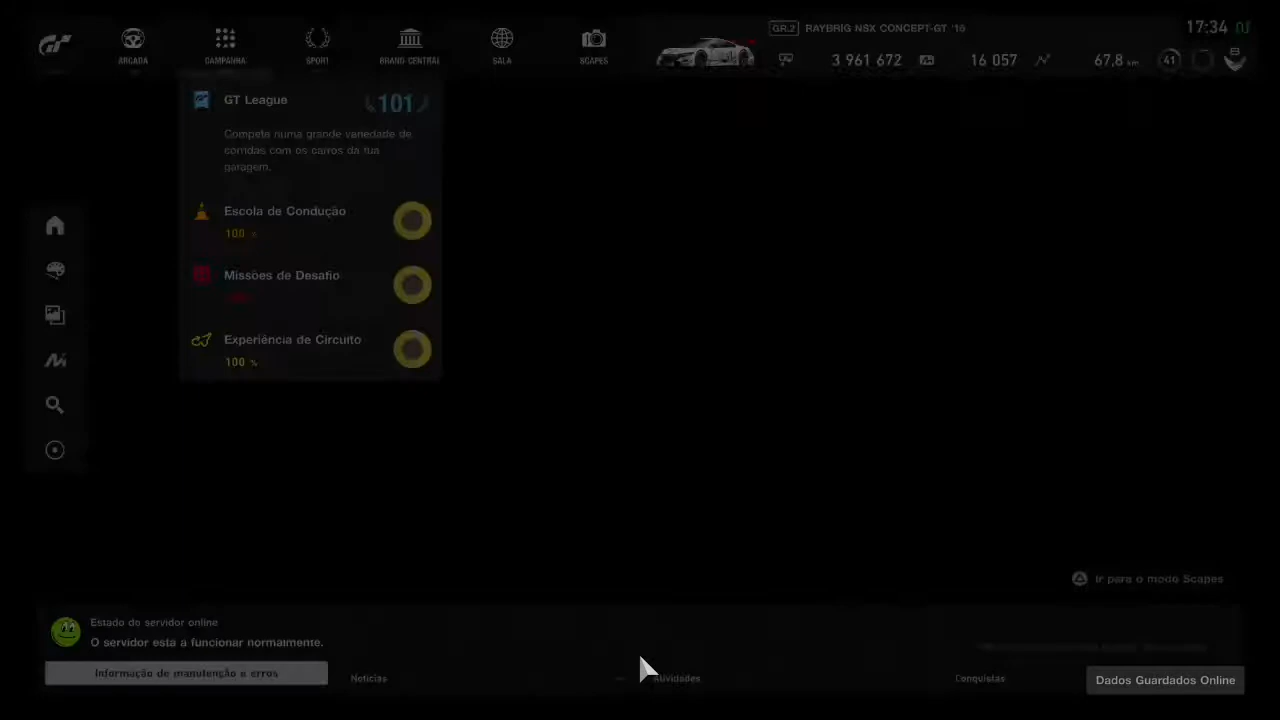 GR.2 RAYBRIG NSX CONCEPT-GT '16
17:34
ARCADA
CAMPANHA
SPORT
BRAND CENTRAL
SALA
SCAPES
3 961 672
16 057
67,8 km
41
GT League
101
Compete numa grande variedade de
corridas com os carros da tua
garagem.
Escola de Condução
100 %
Missões de Desafio
Experiência de Circuito
100 %
Ir para o modo Scapes
Estado do servidor online
O servidor está a funcionar normalmente.
Informação de manutenção e erros
Notícias
Atividades
Conquistas
Dados Guardados Online